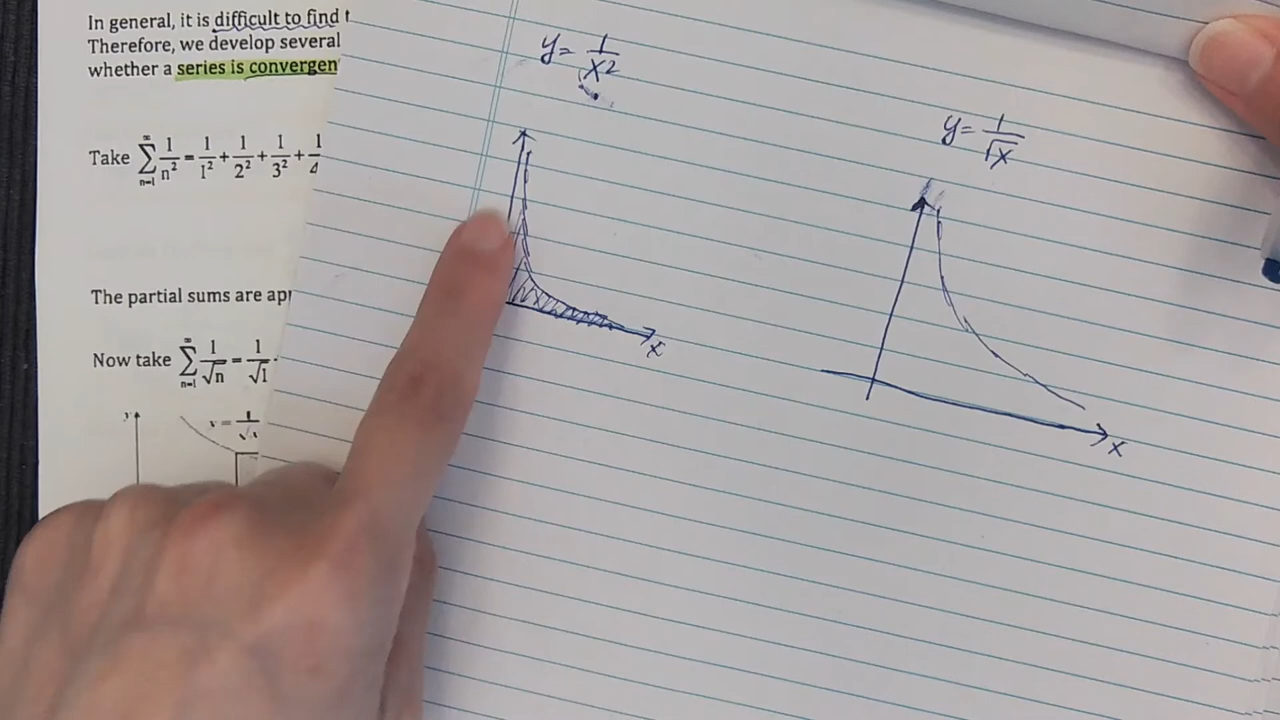 In general, it is difficult to find t
Therefore, we develop several
whether a series is convergen
Take ∑_{n=1}^{∞} 1/n² = 1/1² + 1/2² + 1/3² + 1/4
The partial sums are ap
Now take ∑_{n=1}^{∞} 1/√n = 1/√1
y
y = 1/√x
y = 1/x²
x
y = 1/√x
x